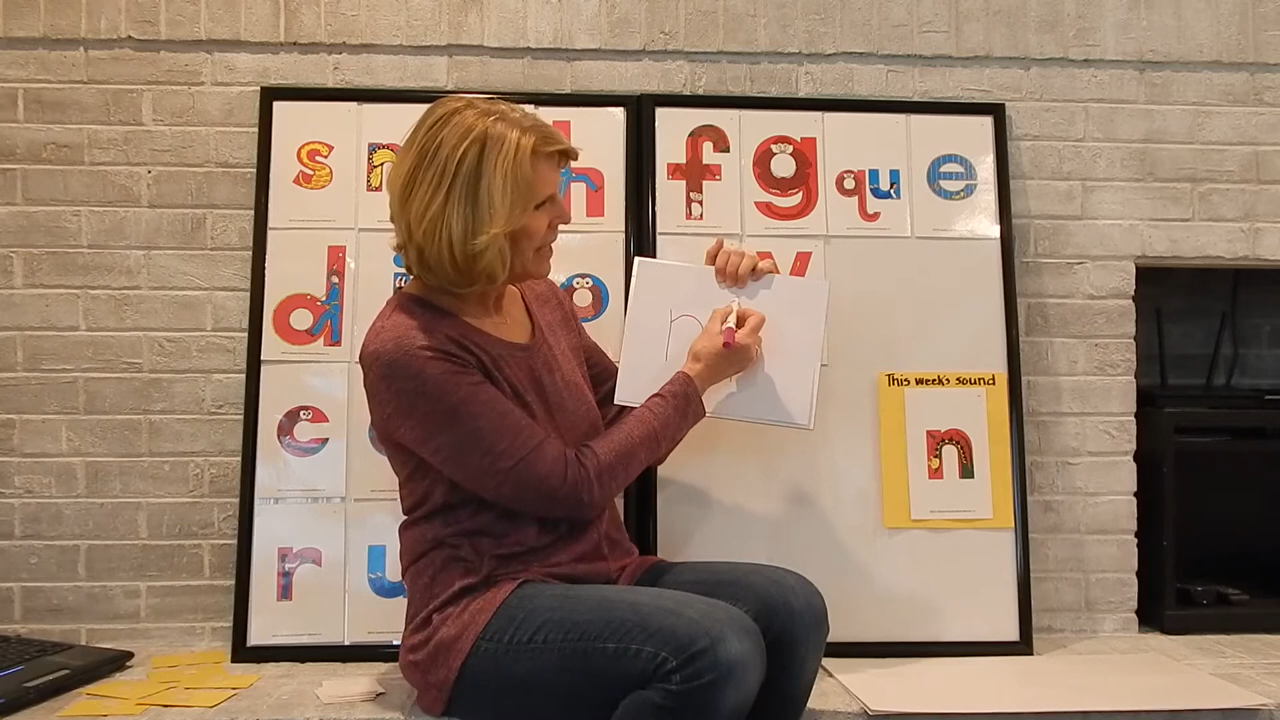 s n h
f g qu e
d i o
v
n
This week's sound
c
n
r u